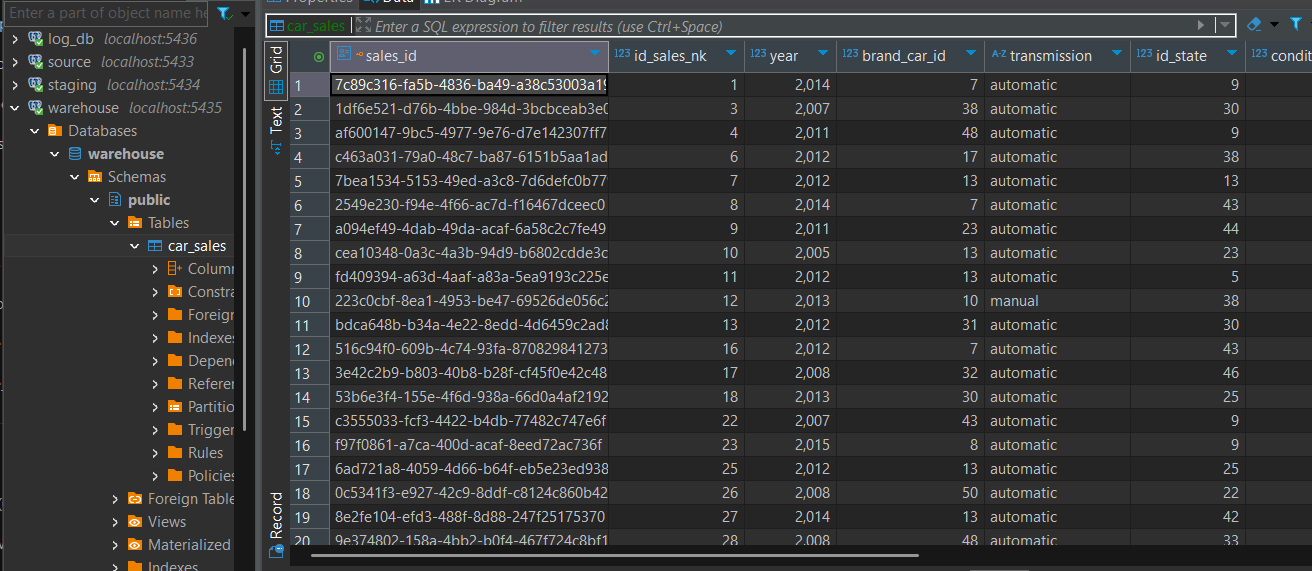 Properties Data ER Diagram
Enter a part of object name he
car_sales Enter a SQL expression to filter results (use Ctrl+Space)
log_db localhost:5436
source localhost:5433
staging localhost:5434
warehouse localhost:5435
Databases
warehouse
Schemas
public
Tables
car_sales
Column
Constra
Foreign
Indexes
Depen
Referen
Partitio
Trigger
Rules
Policies
Foreign Table
Views
Materialized
Indexes
Grid
Text
Record
sales_id 123 id_sales_nk 123 year 123 brand_car_id A-Z transmission 123 id_state 123 condit
1 7c89c316-fa5b-4836-ba49-a38c53003a19 1 2,014 7 automatic 9
2 1df6e521-d76b-4bbe-984d-3bcbceab3e0 3 2,007 38 automatic 30
3 af600147-9bc5-4977-9e76-d7e142307ff7 4 2,011 48 automatic 9
4 c463a031-79a0-48c7-ba87-6151b5aa1ad 6 2,012 17 automatic 38
5 7bea1534-5153-49ed-a3c8-7d6defc0b77 7 2,012 13 automatic 13
6 2549e230-f94e-4f66-ac7d-f16467dceec0 8 2,014 7 automatic 43
7 a094ef49-4dab-49da-acaf-6a58c2c7fe49 9 2,011 23 automatic 44
8 cea10348-0a3c-4a3b-94d9-b6802cdde3c 10 2,005 13 automatic 23
9 fd409394-a63d-4aaf-a83a-5ea9193c225e 11 2,012 13 automatic 5
10 223c0cbf-8ea1-4953-be47-69526de056c2 12 2,013 10 manual 38
11 bdca648b-b34a-4e22-8edd-4d6459c2ad8 13 2,012 31 automatic 30
12 516c94f0-609b-4c74-93fa-870829841273 16 2,012 7 automatic 43
13 3e42c2b9-b803-40b8-b28f-cf45f0e42c48 17 2,008 32 automatic 46
14 53b6e3f4-155e-4f6d-938a-66d0a4af2192 18 2,013 30 automatic 25
15 c3555033-fcf3-4422-b4db-77482c747e6f 22 2,007 43 automatic 9
16 f97f0861-a7ca-400d-acaf-8eed72ac736f 23 2,015 8 automatic 9
17 6ad721a8-4059-4d66-b64f-eb5e23ed938 25 2,012 13 automatic 25
18 0c5341f3-e927-42c9-8ddf-c8124c860b42 26 2,008 50 automatic 22
19 8e2fe104-efd3-488f-8d88-247f25175370 27 2,014 13 automatic 42
20 9e374802-158a-4bb2-b0f4-467f724c8bf1 28 2,008 48 automatic 33